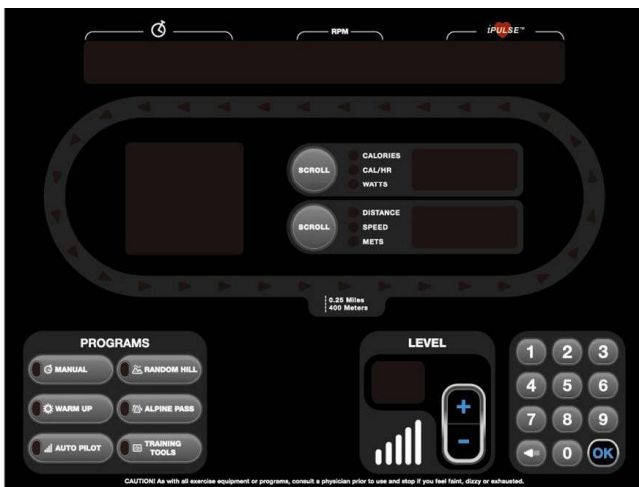 RPM
iPULSE™
SCROLL
CALORIES
CAL/HR
WATTS
SCROLL
DISTANCE
SPEED
METS
0.25 Miles
400 Meters
PROGRAMS
MANUAL
RANDOM HILL
WARM UP
ALPINE PASS
AUTO PILOT
TRAINING
TOOLS
LEVEL
+
-
1 2 3
4 5 6
7 8 9
0 OK
CAUTION! As with all exercise equipment or programs, consult a physician prior to use and stop if you feel faint, dizzy or exhausted.